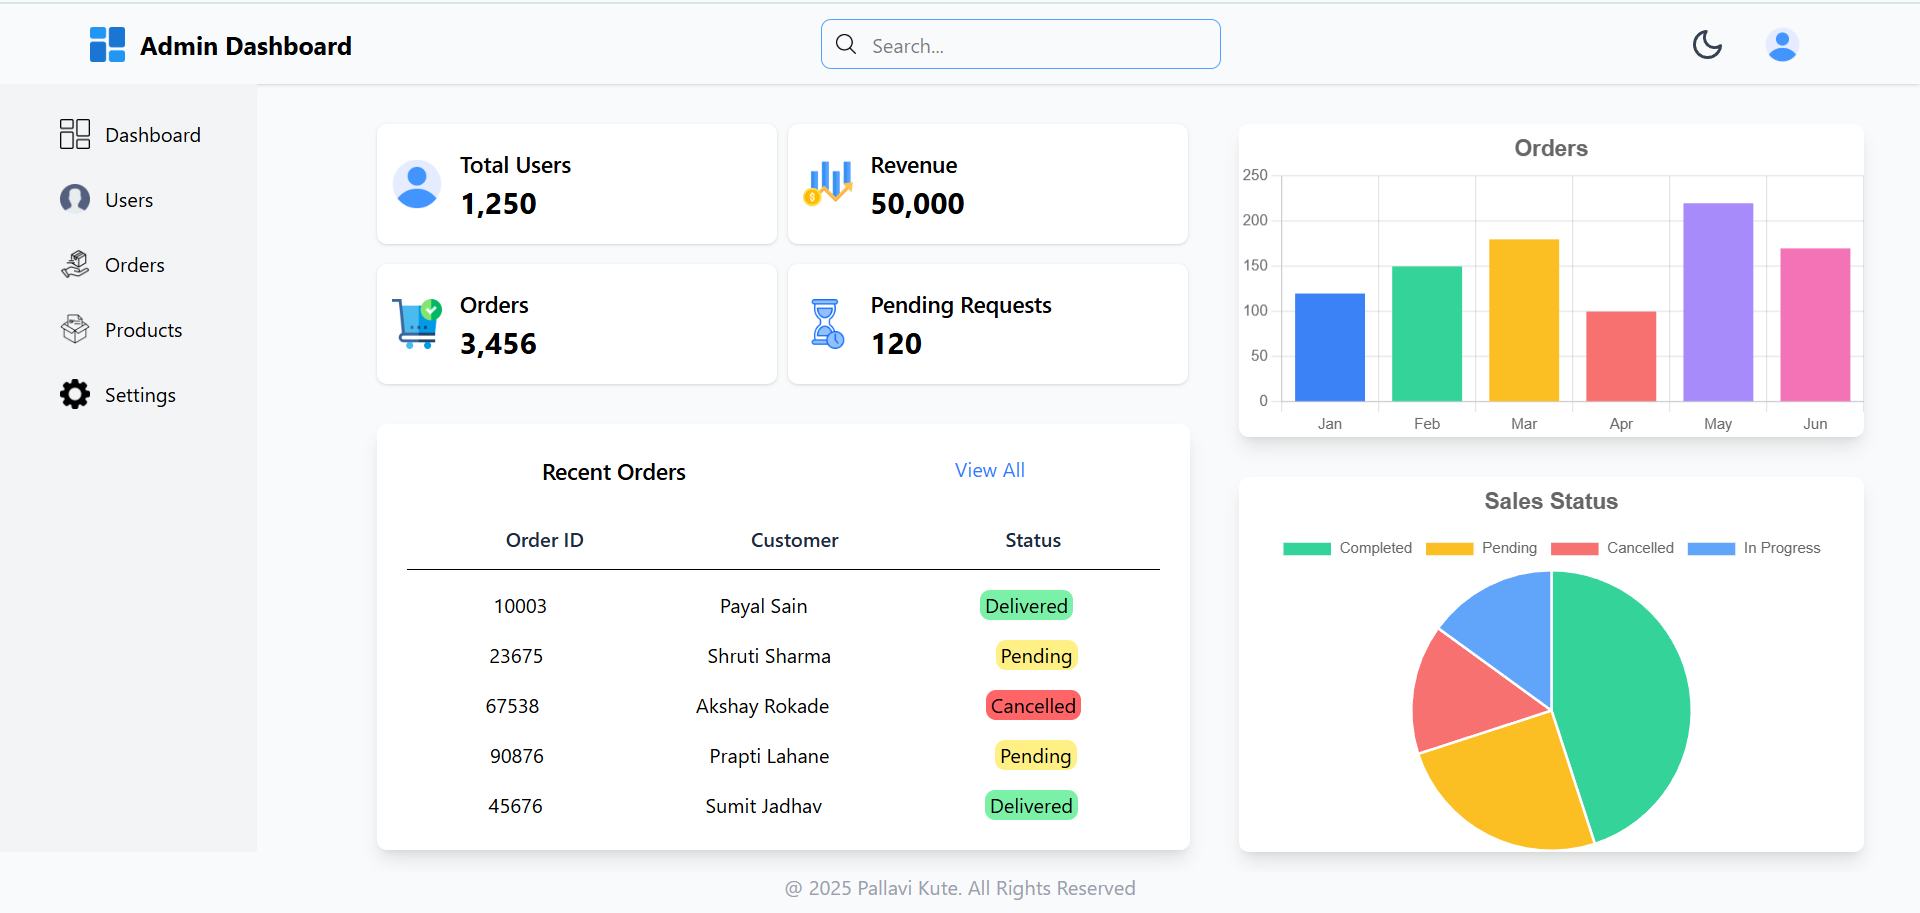 Admin Dashboard
Search...
Dashboard
Users
Orders
Products
Settings
Total Users
1,250
Revenue
50,000
Orders
3,456
Pending Requests
120
Recent Orders View All
Order ID Customer Status
10003 Payal Sain Delivered
23675 Shruti Sharma Pending
67538 Akshay Rokade Cancelled
90876 Prapti Lahane Pending
45676 Sumit Jadhav Delivered
Orders
250
200
150
100
50
0
Jan Feb Mar Apr May Jun
Sales Status
Completed Pending Cancelled In Progress
@ 2025 Pallavi Kute. All Rights Reserved